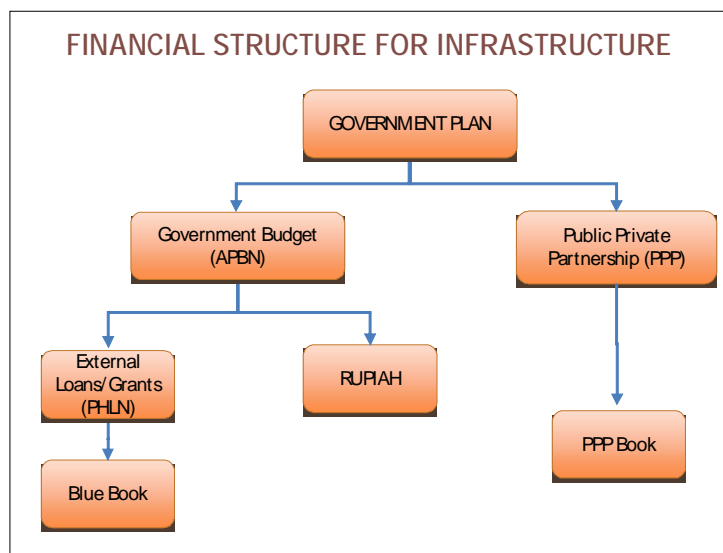 FINANCIAL STRUCTURE FOR INFRASTRUCTURE
GOVERNMENT PLAN
Government Budget
(APBN)
Public Private
Partnership (PPP)
External
Loans/Grants
(PHLN)
RUPIAH
PPP Book
Blue Book